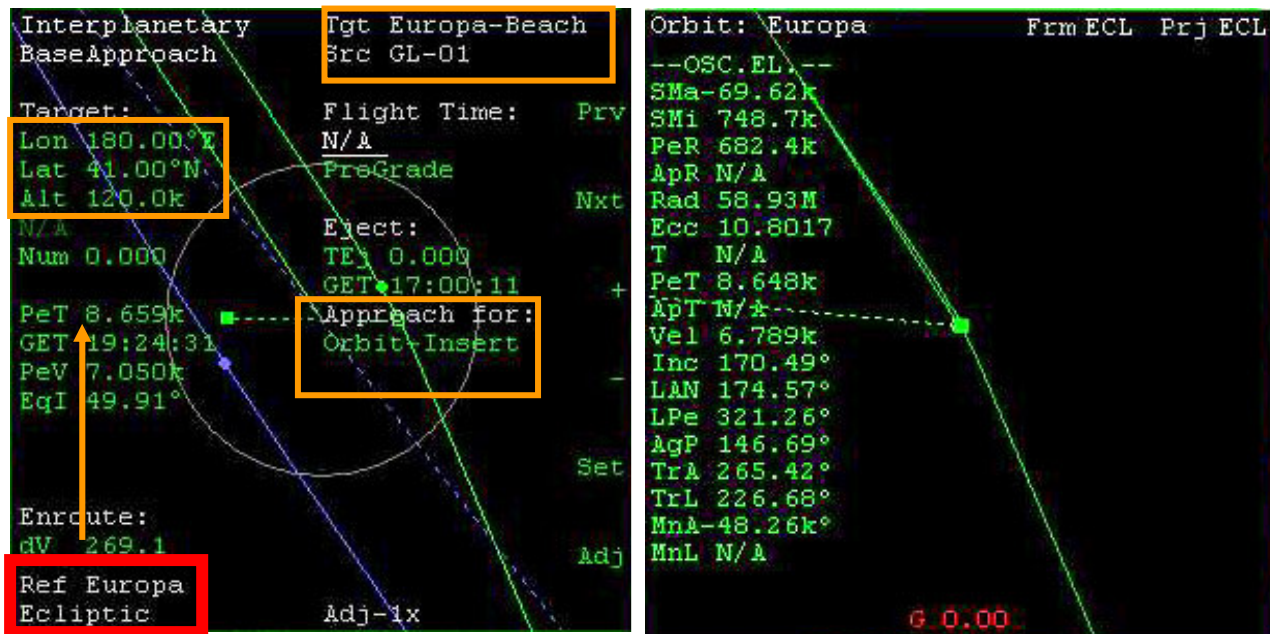 Interplanetary
BaseApproach
Tgt Europa-Beach
Src GL-01
Target:
Lon 180.00°E
Lat 41.00°N
Alt 120.0k
N/A
Num 0.000
PeT 8.659k
GET 19:24:31
PeV 7.050k
EqI 49.91°
Enroute:
dV 269.1
Ref Europa
Ecliptic
Flight Time:
N/A
ProGrade
Eject:
TEj 0.000
GET 17:00:11
Approach for:
Orbit-Insert
Adj-1x
Prv
Nxt
+
-
Set
Adj
Orbit: Europa Frm ECL Prj ECL
--OSC.EL.--
SMa-69.62k
SMi 748.7k
PeR 682.4k
ApR N/A
Rad 58.93M
Ecc 10.8017
T N/A
PeT 8.648k
ApT N/A
Vel 6.789k
Inc 170.49°
LAN 174.57°
LPe 321.26°
AgP 146.69°
TrA 265.42°
TrL 226.68°
MnA-48.26k°
MnL N/A
G 0.00